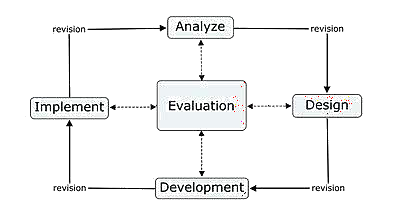 Analyze
revision
revision
Implement
Evaluation
Design
revision
Development
revision